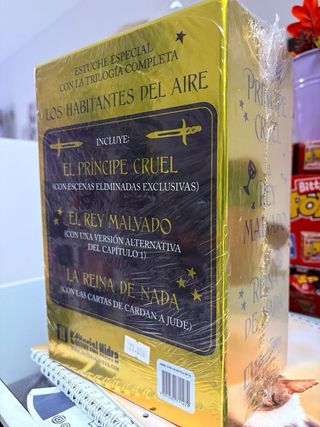 ESTUCHE ESPECIAL
CON LA TRILOGÍA COMPLETA
LOS HABITANTES DEL AIRE
INCLUYE:
EL PRÍNCIPE CRUEL
(CON ESCENAS ELIMINADAS EXCLUSIVAS)
EL REY MALVADO
(CON UNA VERSIÓN ALTERNATIVA
DEL CAPÍTULO 1)
LA REINA DE NADA
(CON LAS CARTAS DE CARDAN A JUDE)
Editorial Hidra
PRÍNCIPE
CRUEL
EL REY
MALVADO
REINA
DE NADA